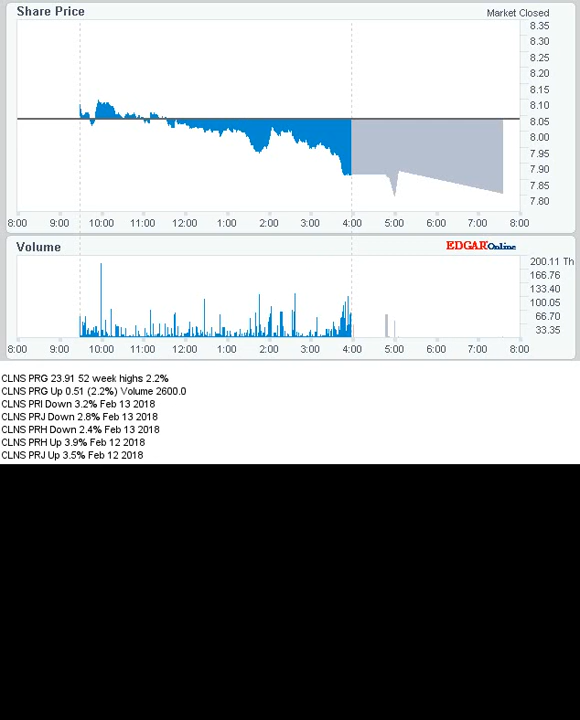 Share Price
Market Closed
8.35
8.30
8.25
8.20
8.15
8.10
8.05
8.00
7.95
7.90
7.85
7.80
8:00 9:00 10:00 11:00 12:00 1:00 2:00 3:00 4:00 5:00 6:00 7:00 8:00
Volume
EDGAR Online
200.11 Th
166.76
133.40
100.05
66.70
33.35
8:00 9:00 10:00 11:00 12:00 1:00 2:00 3:00 4:00 5:00 6:00 7:00 8:00
CLNS PRG 23.91 52 week highs 2.2%
CLNS PRG Up 0.51 (2.2%) Volume 2600.0
CLNS PRI Down 3.2% Feb 13 2018
CLNS PRJ Down 2.8% Feb 13 2018
CLNS PRH Down 2.4% Feb 13 2018
CLNS PRH Up 3.9% Feb 12 2018
CLNS PRJ Up 3.5% Feb 12 2018